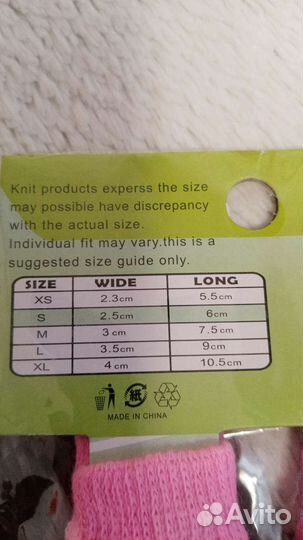 Knit products experss the size
may possible have discrepancy
with the actual size.
Individual fit may vary.this is a
suggested size guide only.
SIZE WIDE LONG
XS 2.3cm 5.5cm
S 2.5cm 6cm
M 3cm 7.5cm
L 3.5cm 9cm
XL 4cm 10.5cm
紙
MADE IN CHINA
Avito